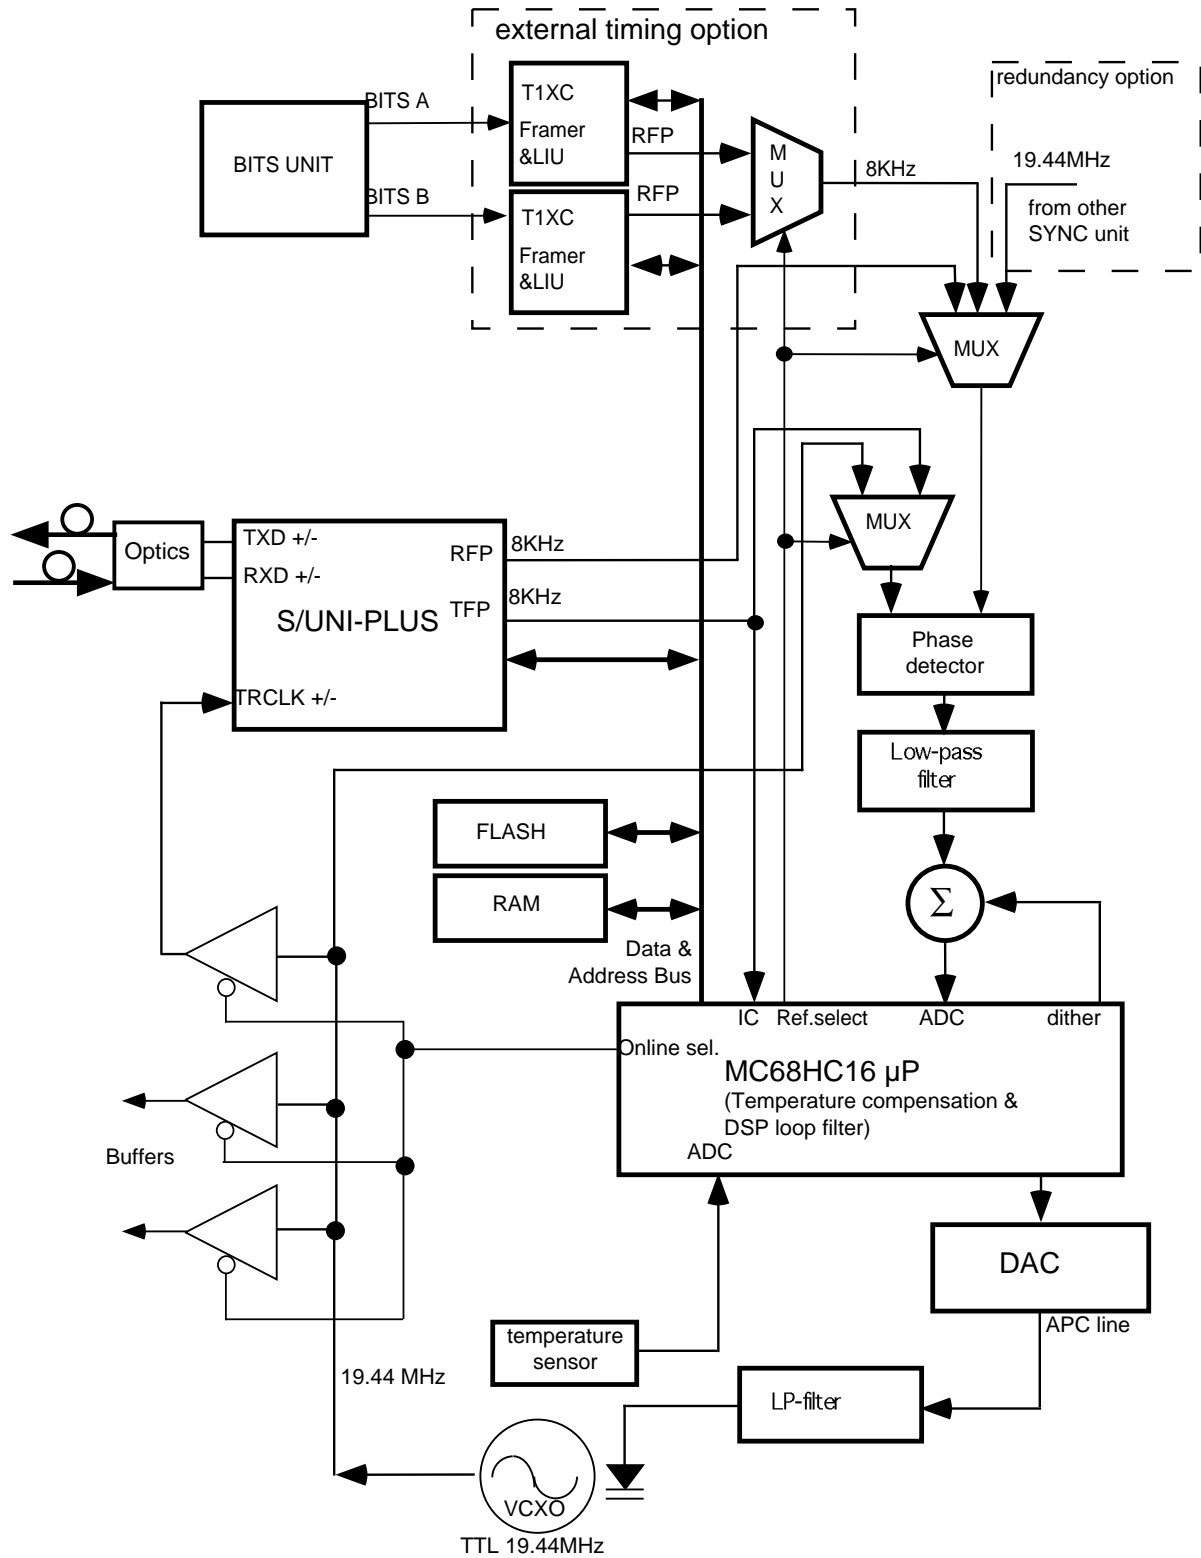 external timing option
redundancy option
BITS UNIT
BITS A
BITS B
T1XC
Framer
&LIU
RFP
T1XC
Framer
&LIU
RFP
M
U
X
8KHz
19.44MHz
from other
SYNC unit
MUX
MUX
Optics
TXD +/-
RXD +/-
S/UNI-PLUS
RFP
TFP
TRCLK +/-
8KHz
8KHz
Phase
detector
Low-pass
filter
FLASH
RAM
Σ
Data &
Address Bus
IC
Ref.select
ADC
dither
Online sel.
MC68HC16 µP
(Temperature compensation &
DSP loop filter)
ADC
Buffers
DAC
APC line
temperature
sensor
19.44 MHz
LP-filter
VCXO
TTL 19.44MHz